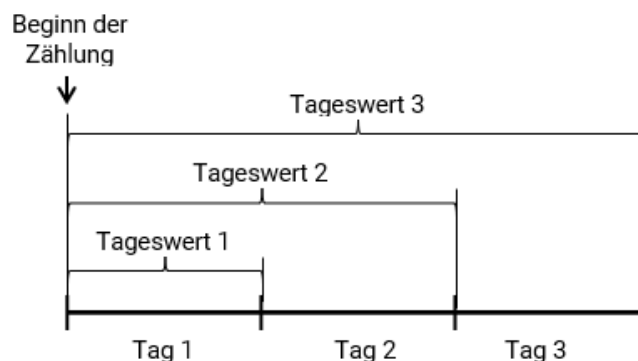 Beginn der
Zählung
Tageswert 3
Tageswert 2
Tageswert 1
Tag 1
Tag 2
Tag 3